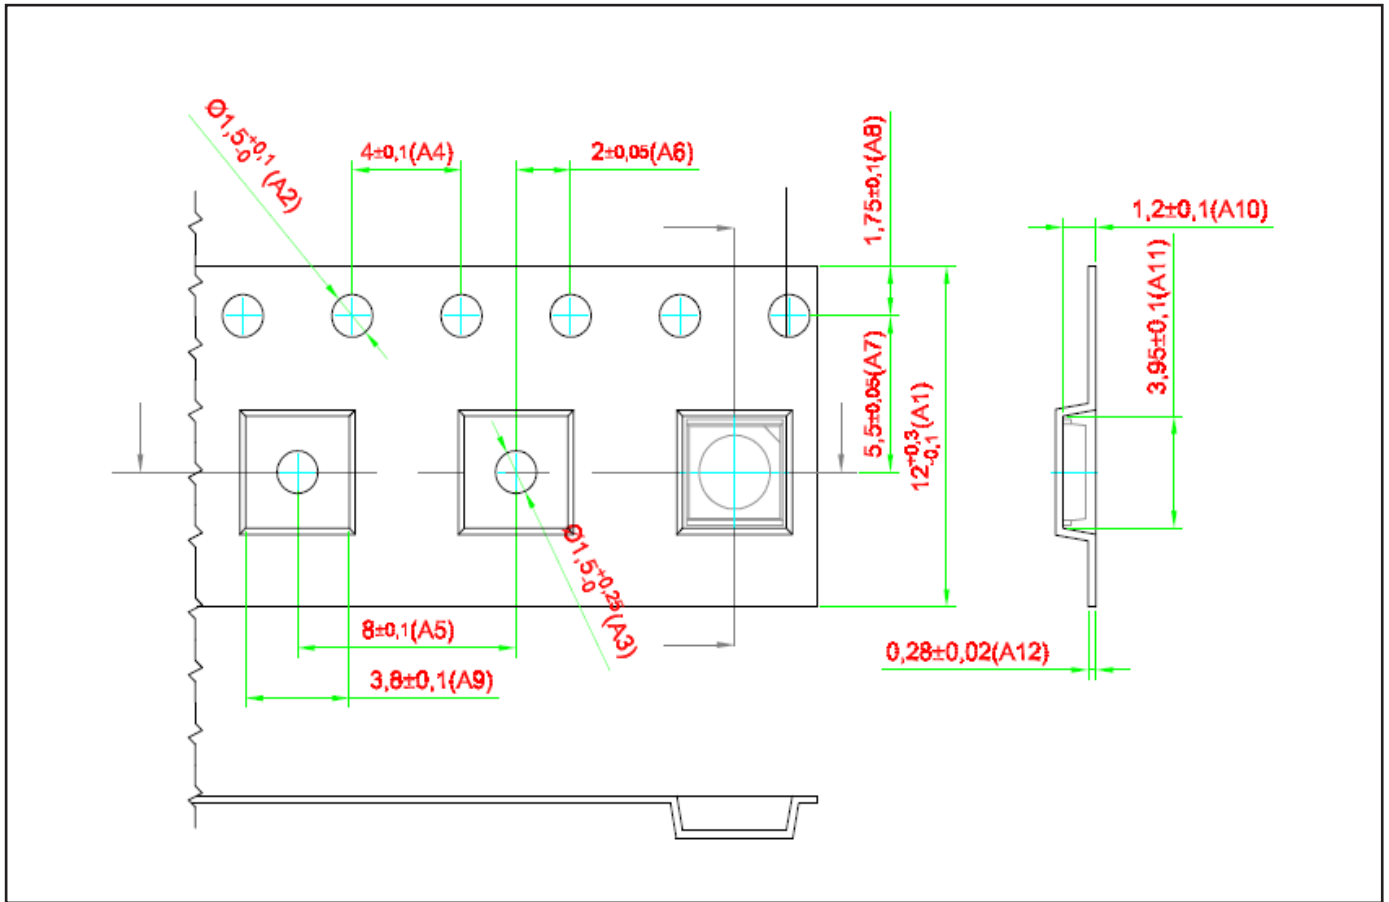 Ø1,5+0,1-0 (A2)
4±0,1(A4)
2±0,05(A6)
1,75±0,1(A8)
1,2±0,1(A10)
3,95±0,1(A11)
5,5±0,05(A7)
12+0,3-0,1(A1)
Ø1,5+0,25-0(A3)
8±0,1(A5)
0,28±0,02(A12)
3,8±0,1(A9)